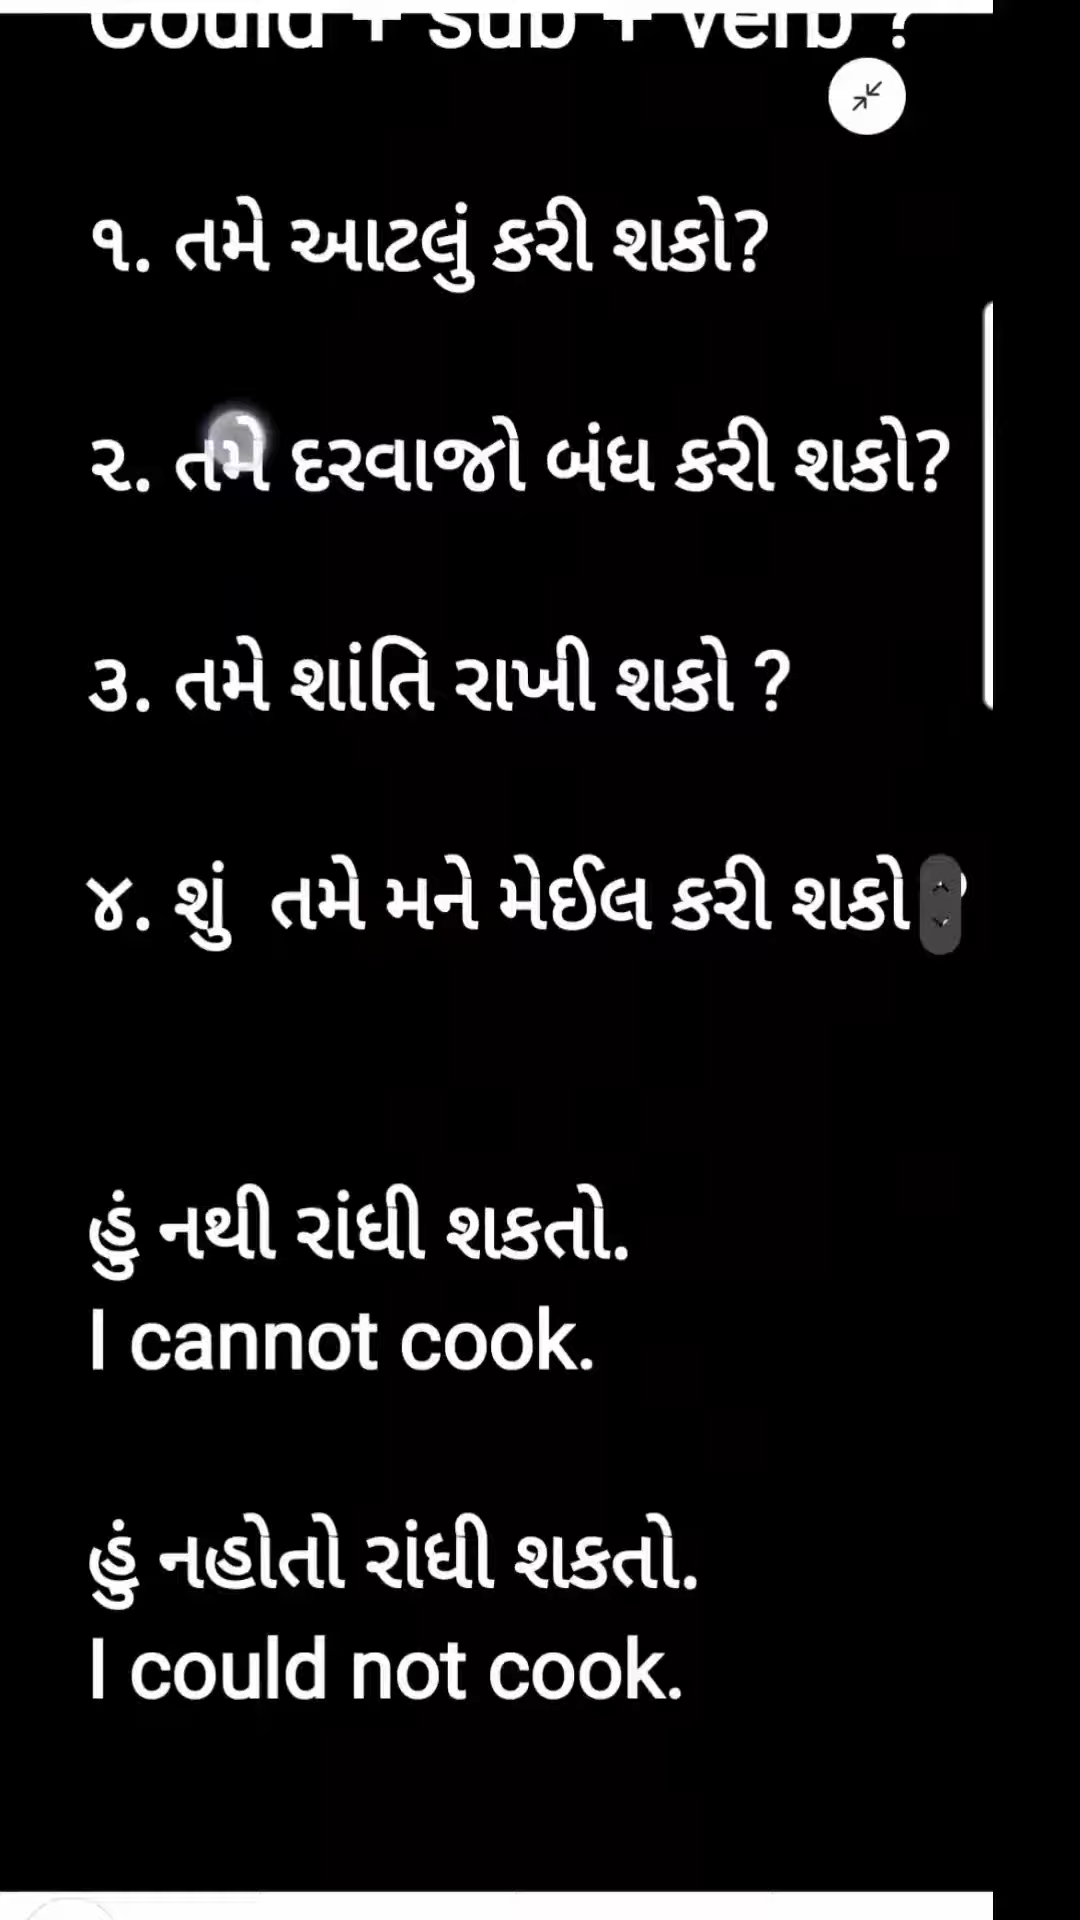 Could + sub + verb ?
૧. તમે આટલું કરી શકો?
૨. તમે દરવાજો બંધ કરી શકો?
૩. તમે શાંતિ રાખી શકો ?
૪. શું તમે મને મેઈલ કરી શકો ?
હું નથી રાંધી શકતો.
I cannot cook.
હું નહોતો રાંધી શકતો.
I could not cook.